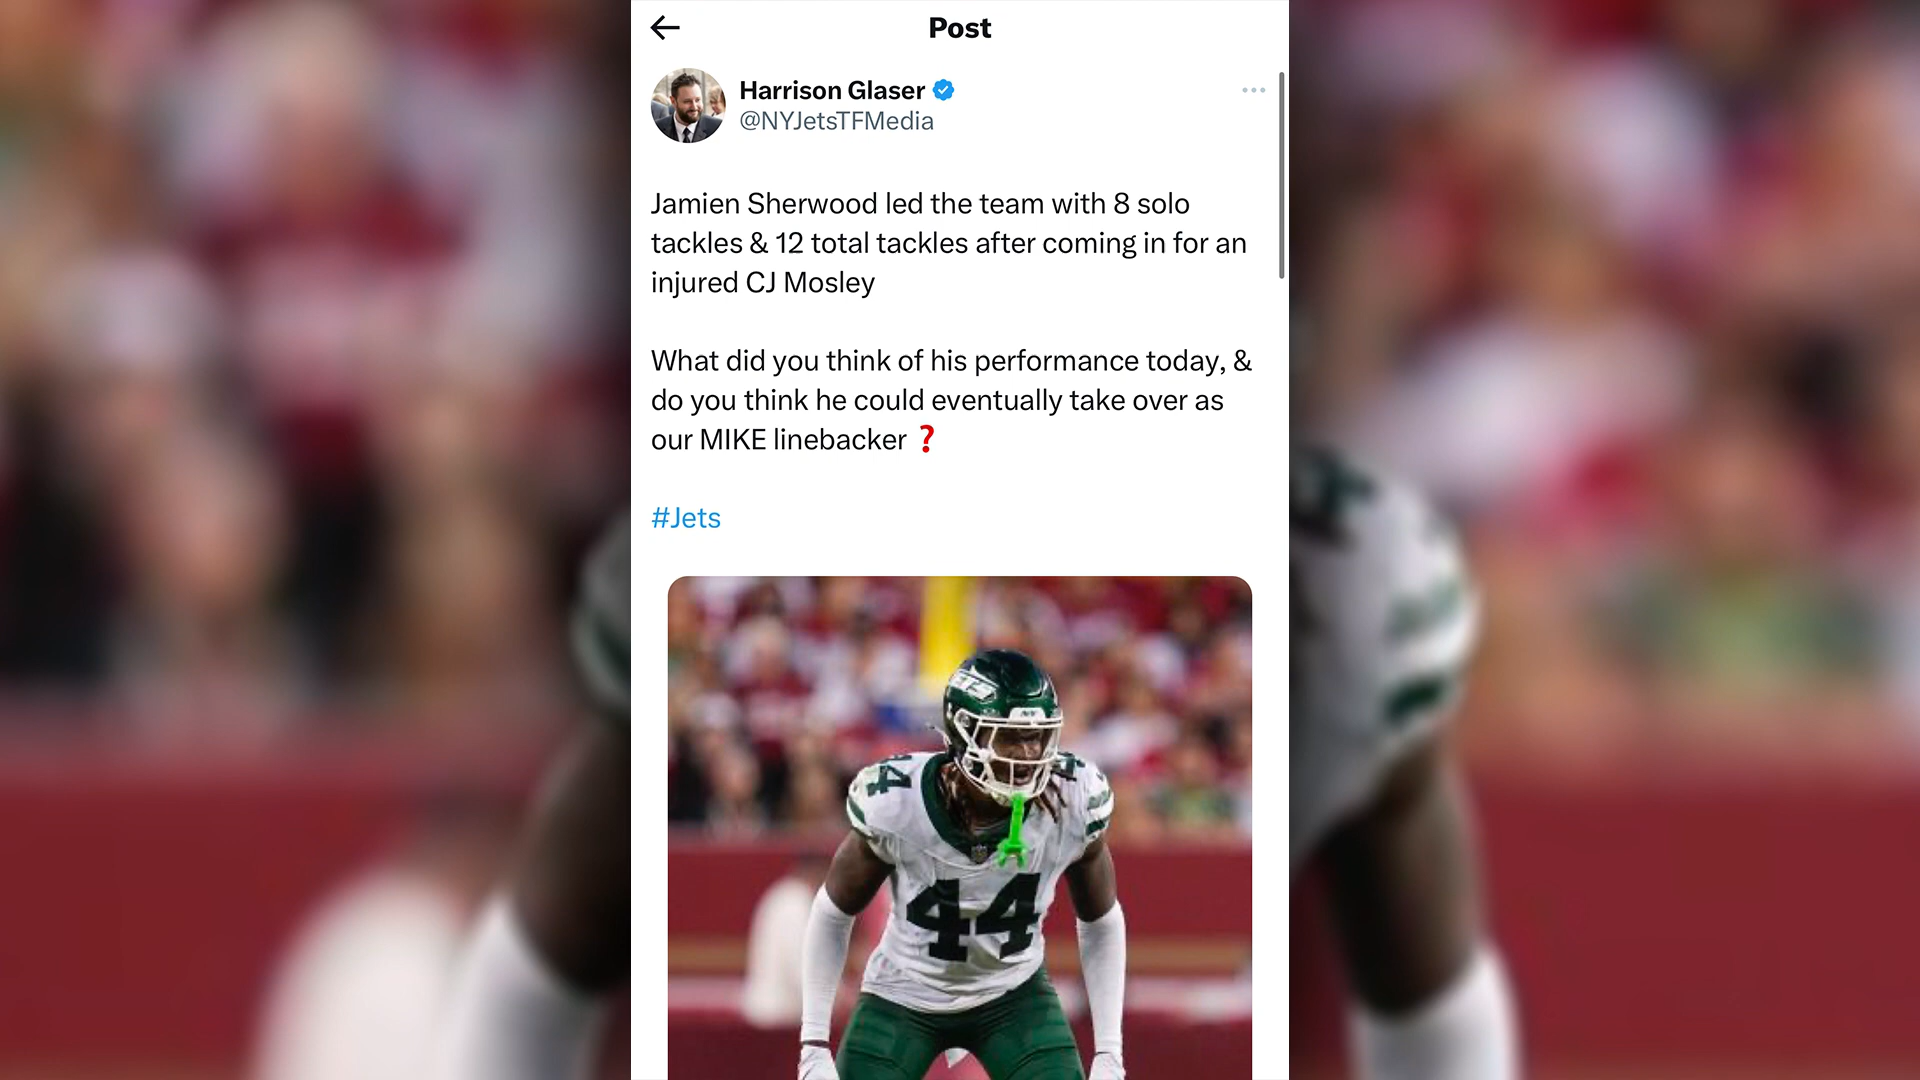 Post
Harrison Glaser
@NYJetsTFMedia
Jamien Sherwood led the team with 8 solo
tackles & 12 total tackles after coming in for an
injured CJ Mosley
What did you think of his performance today, &
do you think he could eventually take over as
our MIKE linebacker ❓
#Jets
JETS
44
44